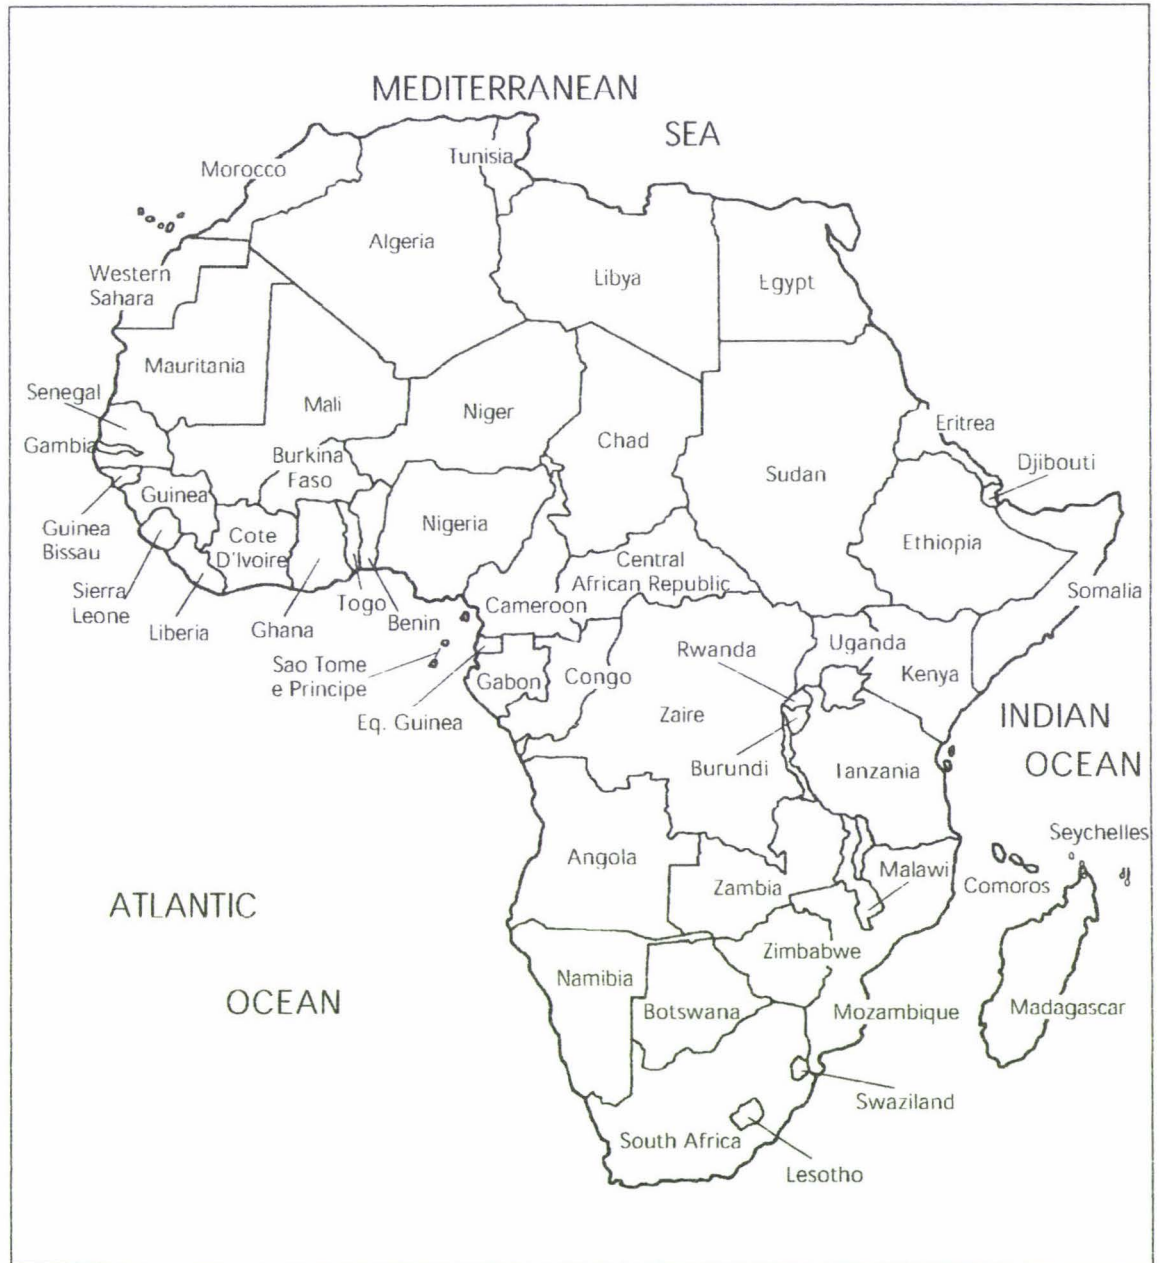 MEDITERRANEAN
SEA
Tunisia
Morocco
Algeria
Libya
Egypt
Western
Sahara
Mauritania
Senegal
Mali
Niger
Chad
Eritrea
Gambia
Burkina
Faso
Sudan
Djibouti
Guinea
Guinea
Bissau
Nigeria
Cote
D'Ivoire
Ethiopia
Central
African Republic
Somalia
Sierra
Leone
Liberia
Ghana
Togo
Benin
Cameroon
Sao Tome
e Principe
Rwanda
Uganda
Kenya
Gabon
Congo
Eq. Guinea
Zaire
INDIAN
OCEAN
Burundi
Tanzania
Seychelles
Angola
Malawi
Comoros
Zambia
ATLANTIC
OCEAN
Zimbabwe
Namibia
Botswana
Mozambique
Madagascar
Swaziland
South Africa
Lesotho